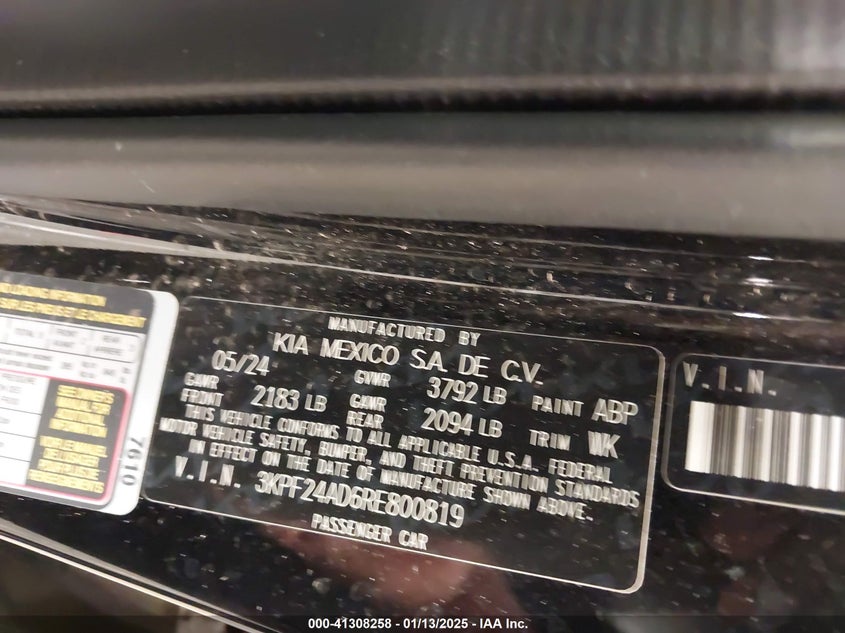 MANUFACTURED BY
KIA MEXICO S.A. DE C.V.
05/24 GVWR 3792 LB PAINT ABP
GAWR FRONT 2183 LB GAWR REAR 2094 LB TRIM WK
THIS VEHICLE CONFORMS TO ALL APPLICABLE U.S.A. FEDERAL
MOTOR VEHICLE SAFETY, BUMPER, AND THEFT PREVENTION STANDARDS
IN EFFECT ON THE DATE OF MANUFACTURE SHOWN ABOVE.
V.I.N. 3KPF24AD6RE800819
PASSENGER CAR
V.I.N.
7610
000-41308258 - 01/13/2025 - IAA Inc.